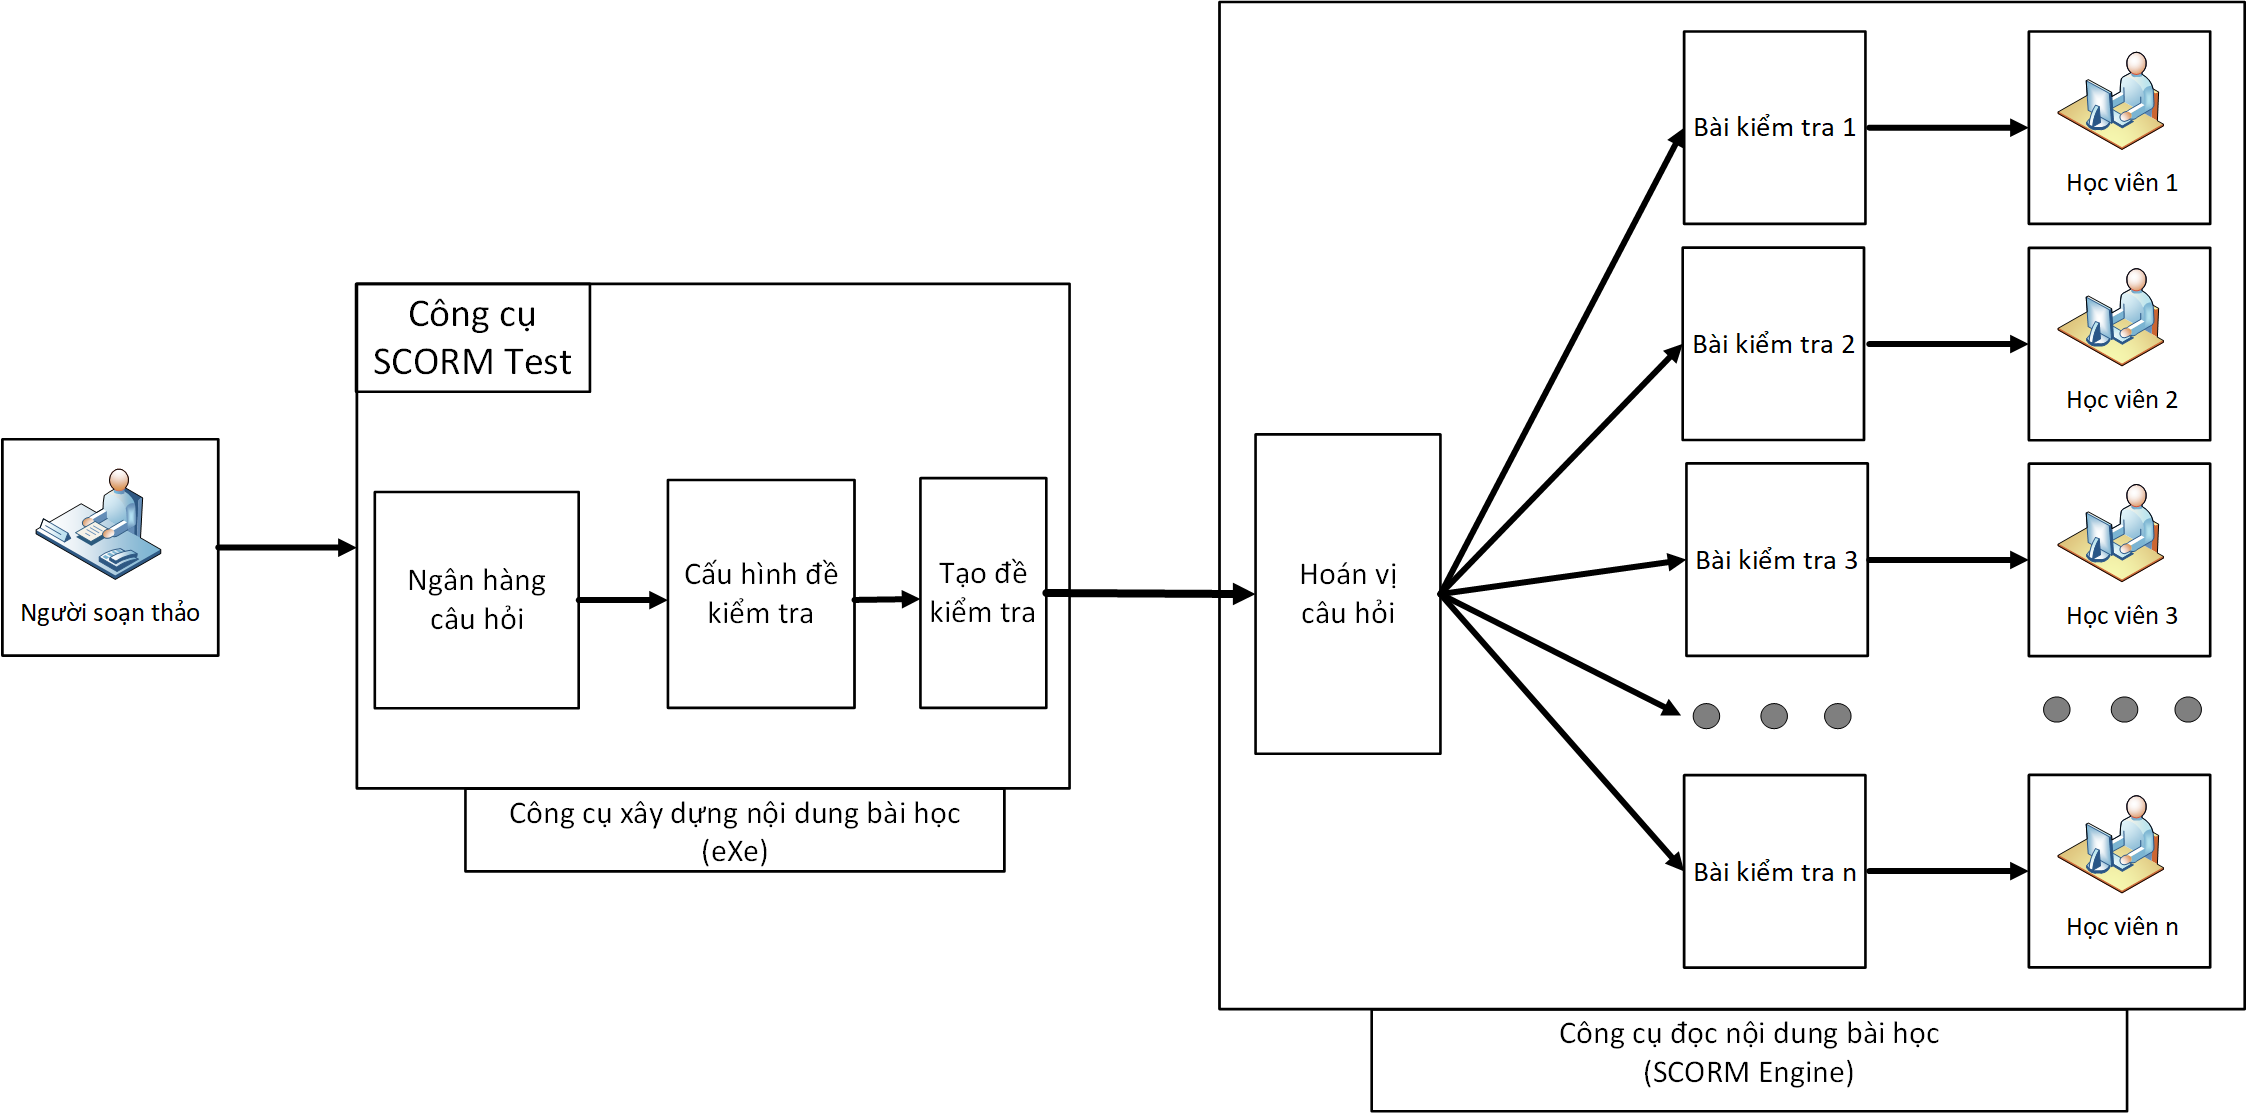 Người soạn thảo
Công cụ
SCORM Test
Ngân hàng
câu hỏi
Cấu hình đề
kiểm tra
Tạo đề
kiểm tra
Công cụ xây dựng nội dung bài học
(eXe)
Hoán vị
câu hỏi
Bài kiểm tra 1
Học viên 1
Bài kiểm tra 2
Học viên 2
Bài kiểm tra 3
Học viên 3
Bài kiểm tra n
Học viên n
Công cụ đọc nội dung bài học
(SCORM Engine)